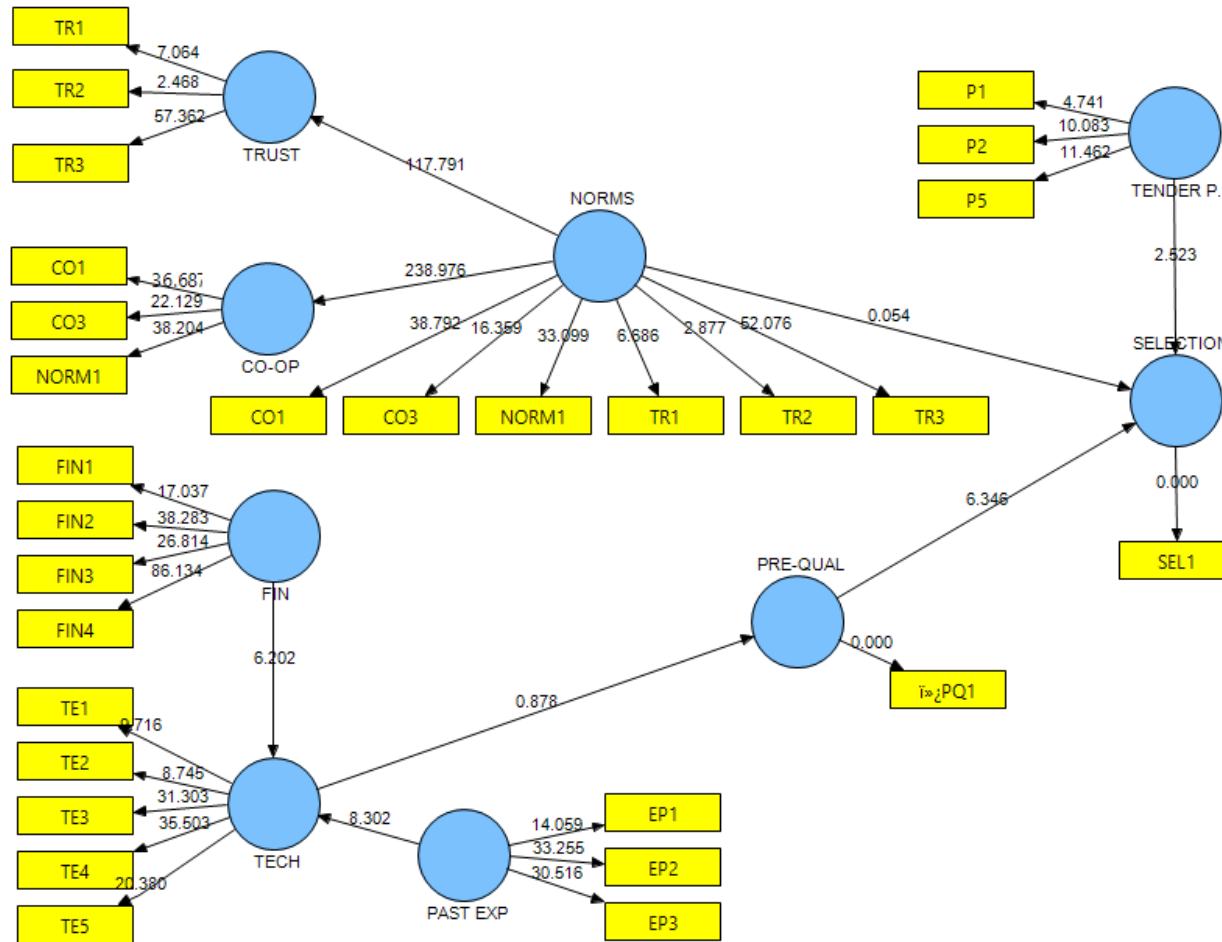 TR1
7.064
TR2
2.468
57.362
TR3
TRUST
117.791
P1
4.741
P2
10.083
11.462
P5
TENDER P.
NORMS
2.523
CO1
36.687
CO3
22.129
38.204
NORM1
CO-OP
238.976
38.792
16.359
33.099
6.686
2.877
52.076
0.054
SELECTION
CO1
CO3
NORM1
TR1
TR2
TR3
FIN1
17.037
FIN2
38.283
FIN3
26.814
86.134
FIN4
FIN
6.346
0.000
SEL1
PRE-QUAL
0.000
PQ1
6.202
0.878
TE1
9.716
TE2
8.745
TE3
31.303
TE4
35.503
20.380
TE5
TECH
8.302
PAST EXP
EP1
14.059
EP2
33.255
30.516
EP3